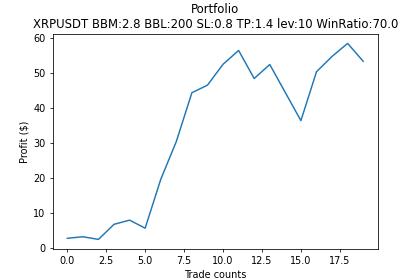 Portfolio
XRPUSDT BBM:2.8 BBL:200 SL:0.8 TP:1.4 lev:10 WinRatio:70.0
60
50
40
30
20
10
0
Profit ($)
0.0 2.5 5.0 7.5 10.0 12.5 15.0 17.5
Trade counts